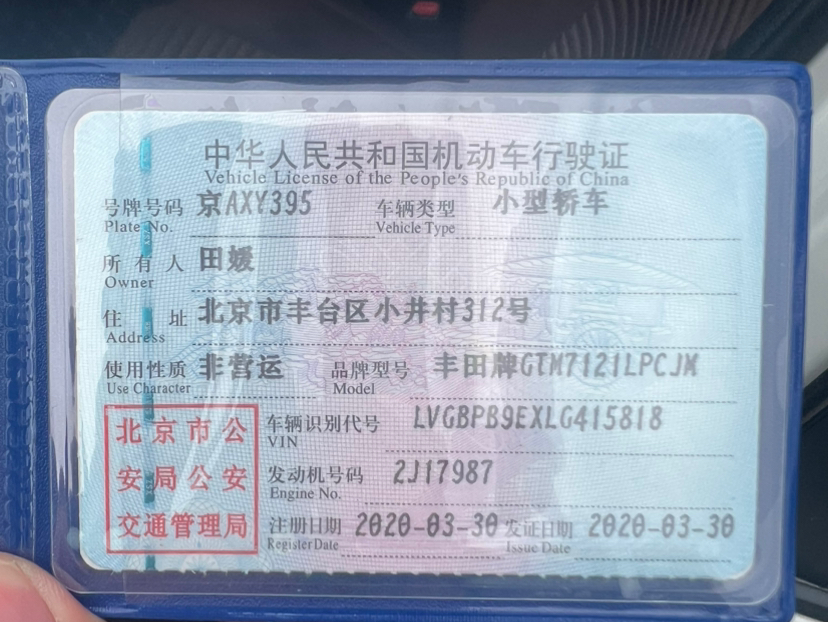 中华人民共和国机动车行驶证
Vehicle License of the People's Republic of China
号牌号码 京AXY395 车辆类型 小型轿车
Plate No. Vehicle Type
所有人 田媛
Owner
住址 北京市丰台区小井村312号
Address
使用性质 非营运 品牌型号 丰田牌GTM7121LPCJM
Use Character Model
北京市公
安局公安
交通管理局
车辆识别代号 LVGBPB9EXLG415818
VIN
发动机号码 2J17987
Engine No.
注册日期 2020-03-30 发证日期 2020-03-30
Register Date Issue Date